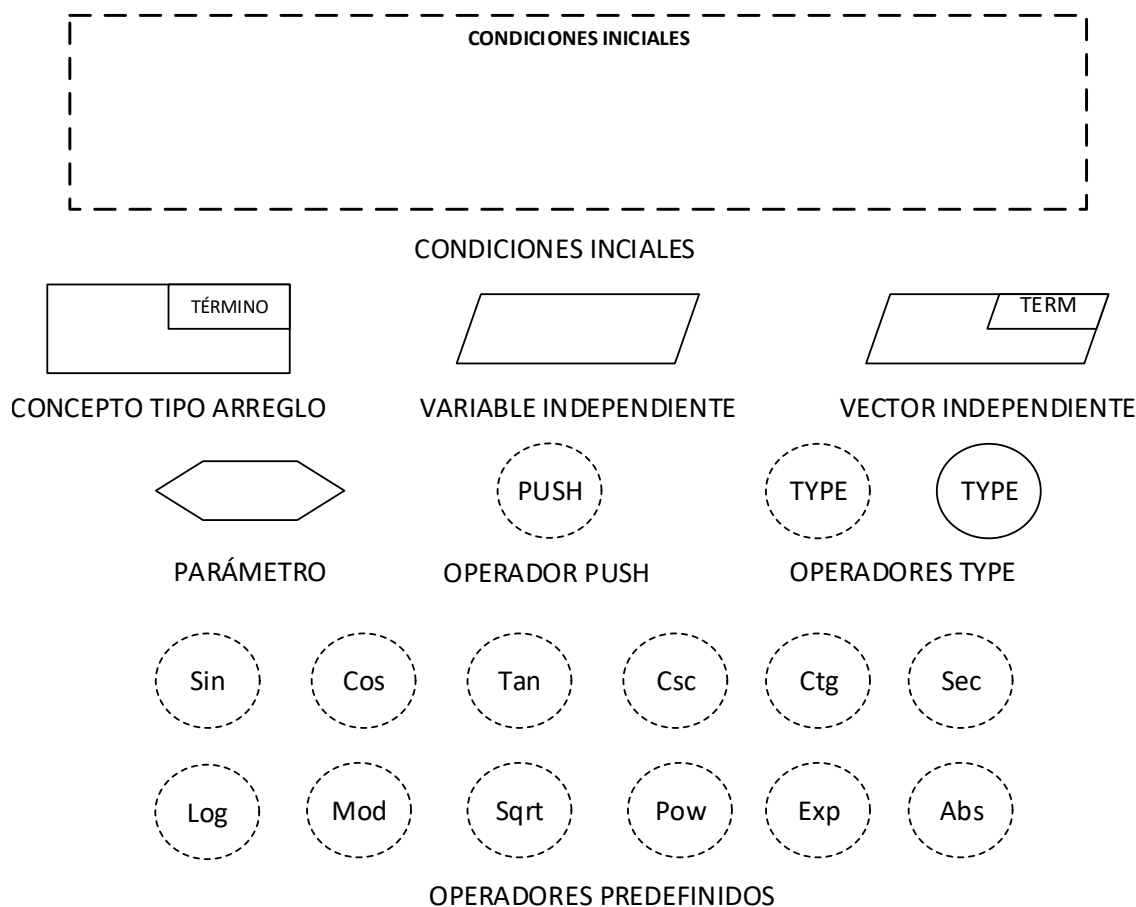 CONDICIONES INICIALES
CONDICIONES INCIALES
TÉRMINO
TERM
CONCEPTO TIPO ARREGLO
VARIABLE INDEPENDIENTE
VECTOR INDEPENDIENTE
PUSH
TYPE
TYPE
PARÁMETRO
OPERADOR PUSH
OPERADORES TYPE
Sin
Cos
Tan
Csc
Ctg
Sec
Log
Mod
Sqrt
Pow
Exp
Abs
OPERADORES PREDEFINIDOS